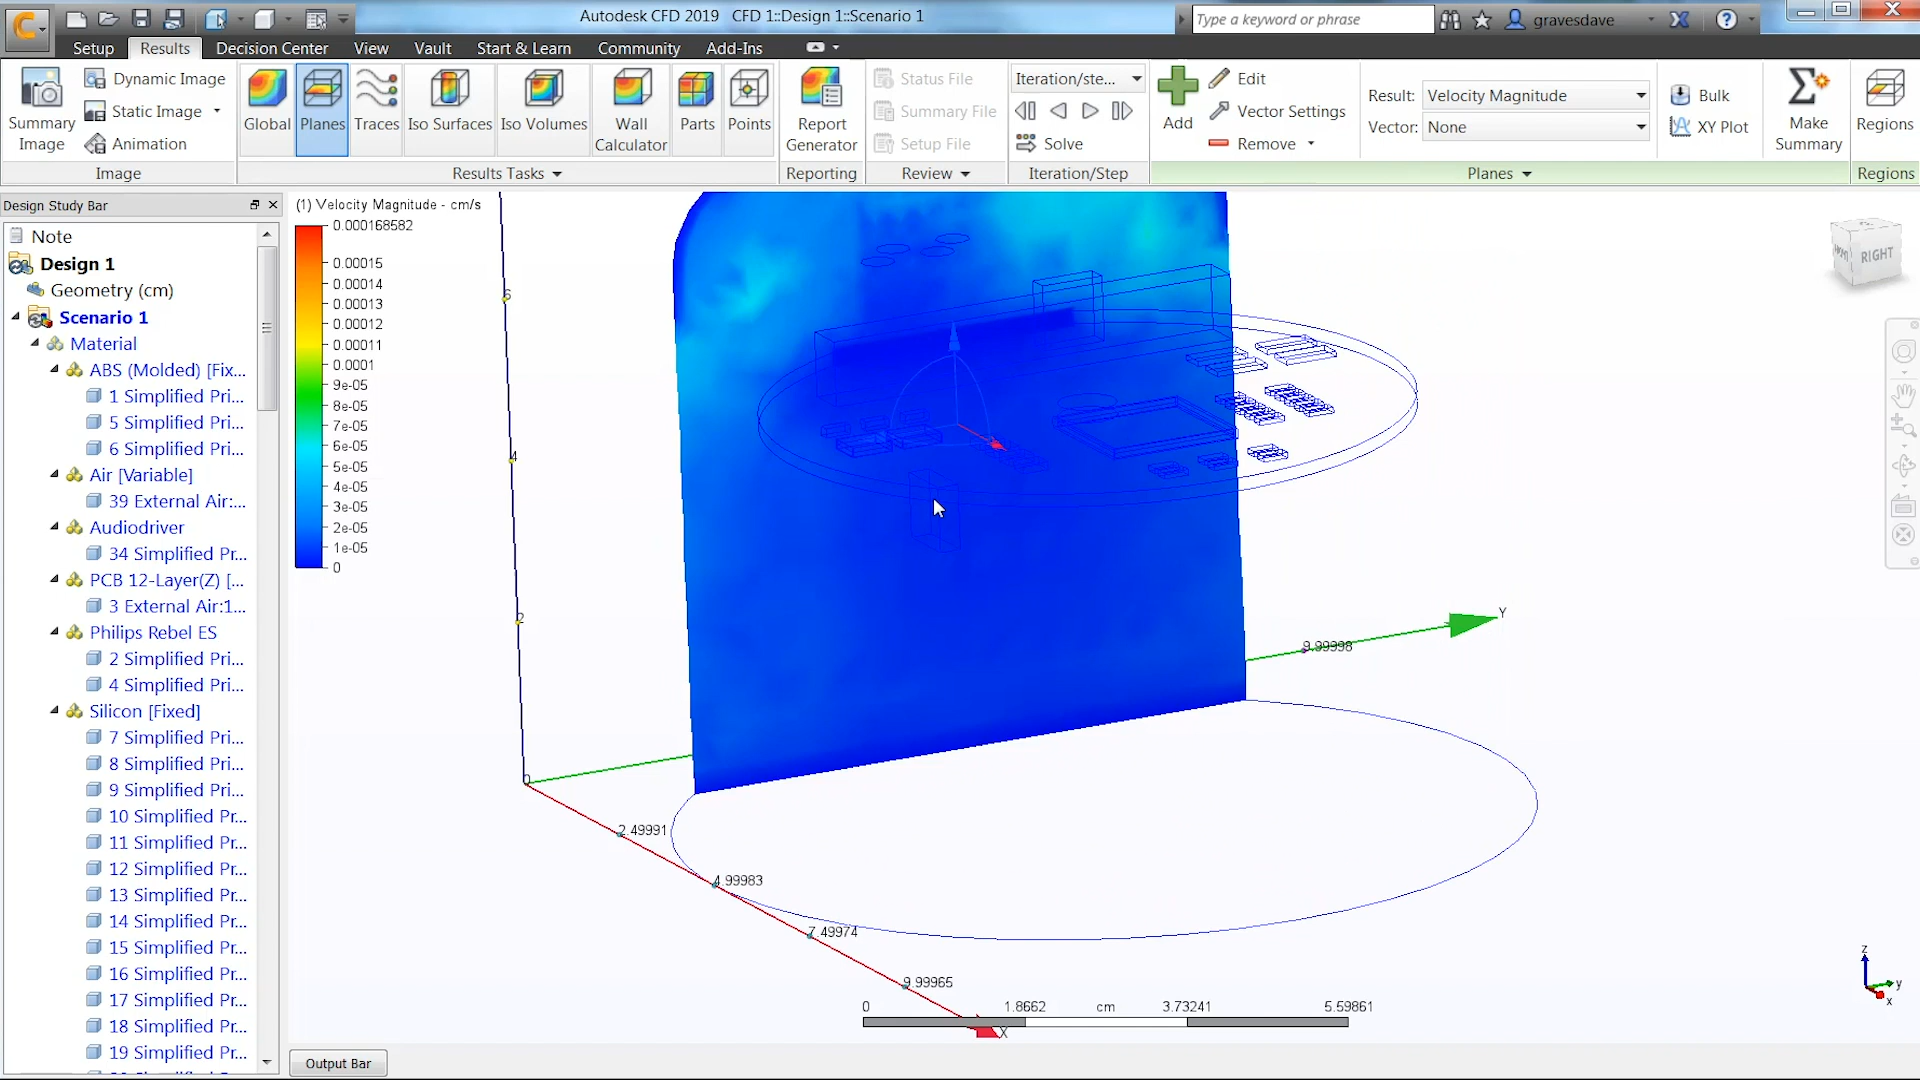 Autodesk CFD 2019 CFD 1::Design 1::Scenario 1
Type a keyword or phrase
gravesdave
Setup Results Decision Center View Vault Start & Learn Community Add-Ins
Summary Image
Dynamic Image
Static Image
Animation
Image
Global Planes Traces Iso Surfaces Iso Volumes Wall Calculator Parts Points
Results Tasks
Report Generator
Reporting
Status File
Summary File
Setup File
Review
Iteration/ste...
Solve
Iteration/Step
Add
Edit
Vector Settings
Remove
Result: Velocity Magnitude
Vector: None
Bulk
XY Plot
Make Summary
Planes
Regions
Regions
Design Study Bar
Note
Design 1
Geometry (cm)
Scenario 1
Material
ABS (Molded) [Fix...
1 Simplified Pri...
5 Simplified Pri...
6 Simplified Pri...
Air [Variable]
39 External Air:...
Audiodriver
34 Simplified Pr...
PCB 12-Layer(Z) [...
3 External Air:1...
Philips Rebel ES
2 Simplified Pri...
4 Simplified Pri...
Silicon [Fixed]
7 Simplified Pri...
8 Simplified Pri...
9 Simplified Pri...
10 Simplified Pr...
11 Simplified Pr...
12 Simplified Pr...
13 Simplified Pr...
14 Simplified Pr...
15 Simplified Pr...
16 Simplified Pr...
17 Simplified Pr...
18 Simplified Pr...
19 Simplified Pr...
(1) Velocity Magnitude - cm/s
0.000168582
0.00015
0.00014
0.00013
0.00012
0.00011
0.0001
9e-05
8e-05
7e-05
6e-05
5e-05
4e-05
3e-05
2e-05
1e-05
0
6
4
2
0
2.49991
4.99983
7.49974
9.99965
X
9.99998
Y
RIGHT
0 1.8662 cm 3.73241 5.59861
Z
y
x
Output Bar